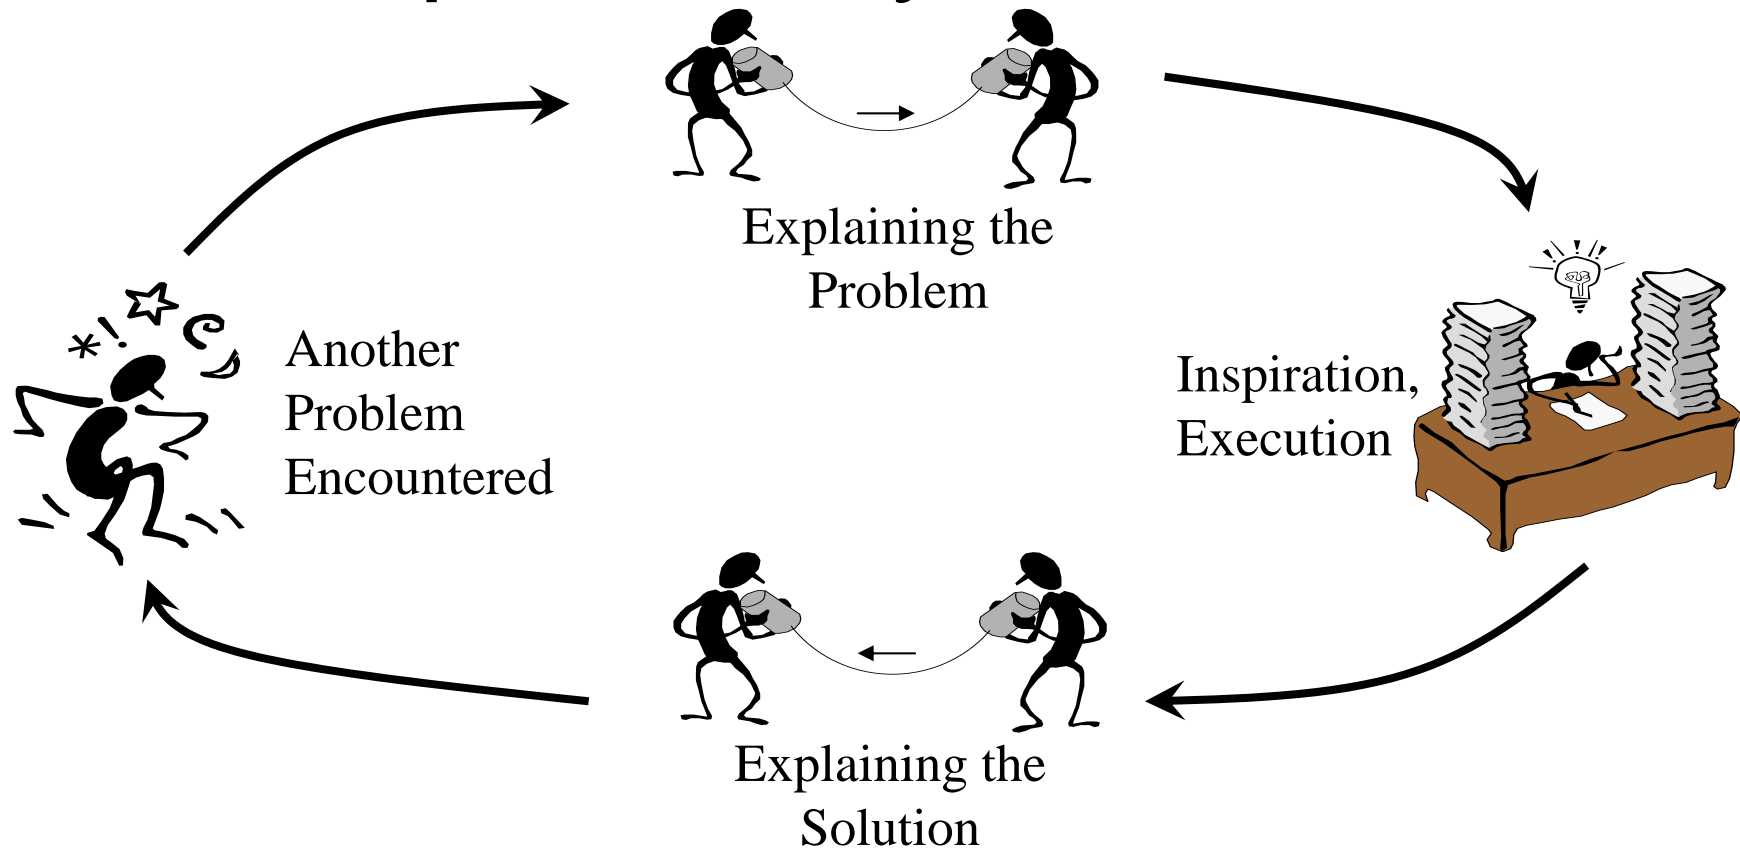 Explaining the
Problem
Another
Problem
Encountered
Inspiration,
Execution
Explaining the
Solution